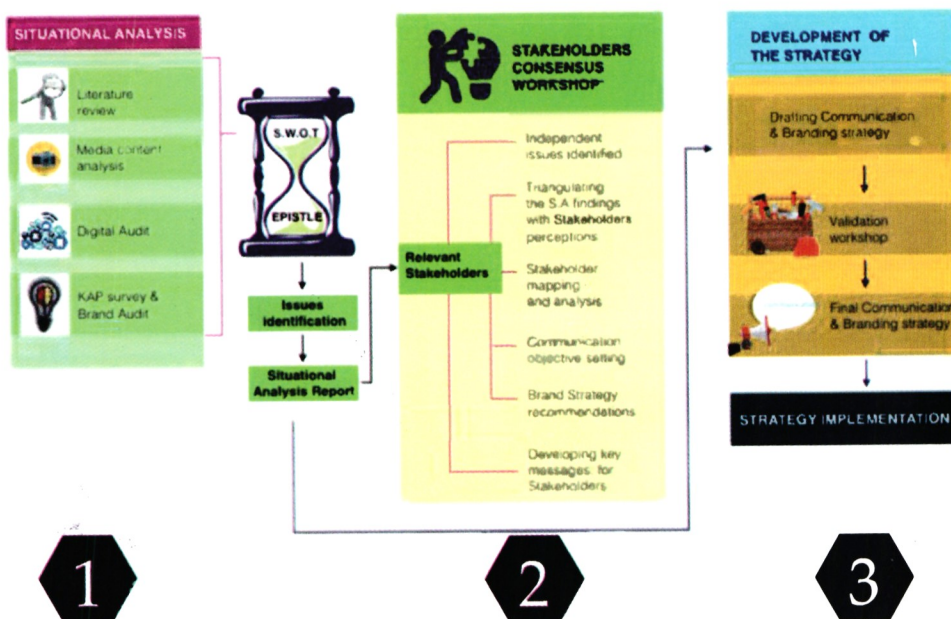 SITUATIONAL ANALYSIS
Literature
review
Media content
analysis
Digital Audit
KAP survey &
Brand Audit
S.W.O.T
EPISTLE
Issues
identification
Situational
Analysis Report
STAKEHOLDERS
CONSENSUS
WORKSHOP
Relevant
Stakeholders
Independent
issues identified
Triangulating
the S.A findings
with Stakeholders
perceptions
Stakeholder
mapping
and analysis
Communication
objective setting
Brand Strategy
recommendations
Developing key
messages for
Stakeholders
DEVELOPMENT OF
THE STRATEGY
Drafting Communication
& Branding strategy
Validation
workshop
Final Communication
& Branding strategy
STRATEGY IMPLEMENTATION
1
2
3